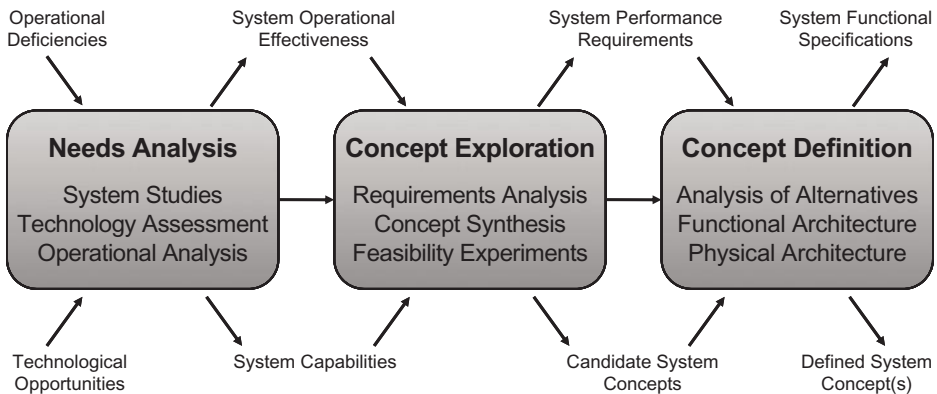 Operational
Deficiencies
System Operational
Effectiveness
System Performance
Requirements
System Functional
Specifications
Needs Analysis
System Studies
Technology Assessment
Operational Analysis
Concept Exploration
Requirements Analysis
Concept Synthesis
Feasibility Experiments
Concept Definition
Analysis of Alternatives
Functional Architecture
Physical Architecture
Technological
Opportunities
System Capabilities
Candidate System
Concepts
Defined System
Concept(s)